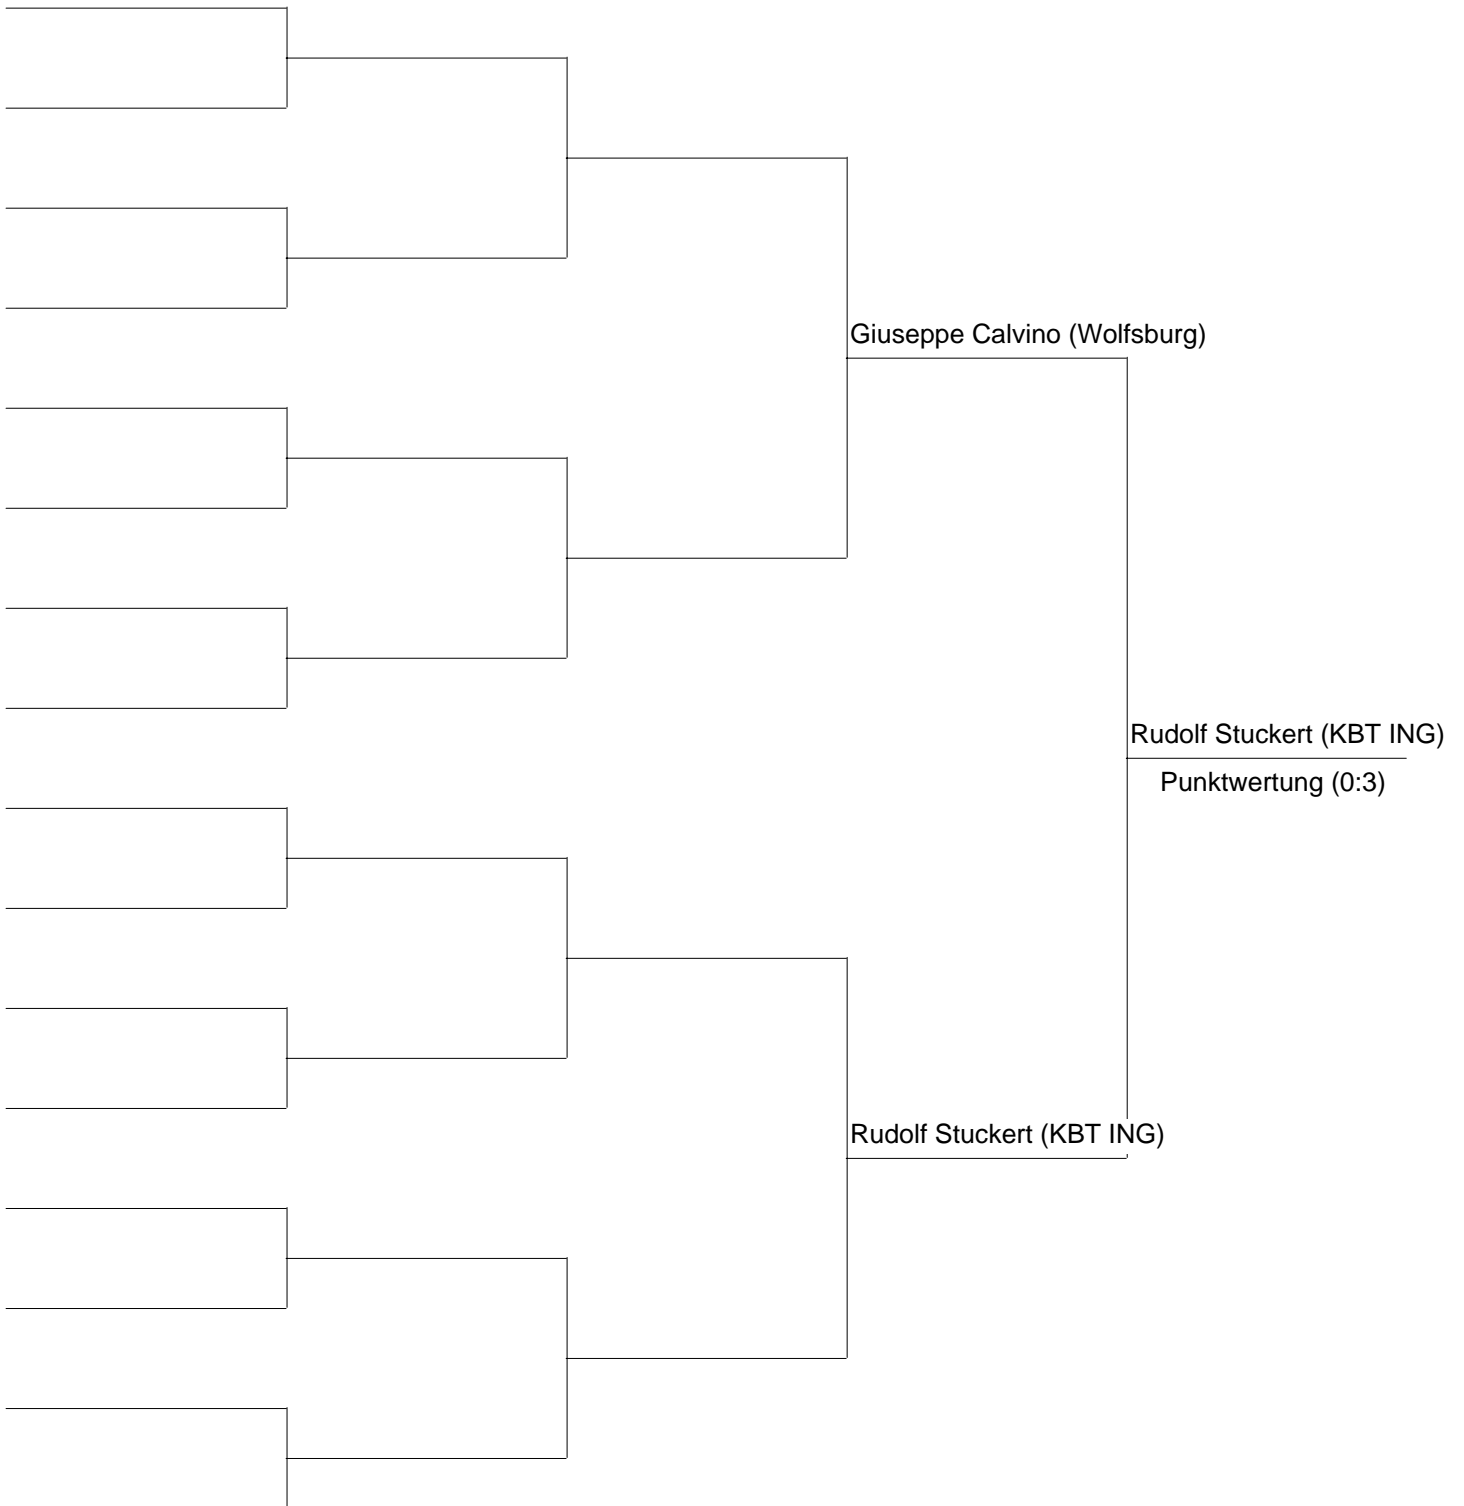 Giuseppe Calvino (Wolfsburg)
Rudolf Stuckert (KBT ING)
Punktwertung (0:3)
Rudolf Stuckert (KBT ING)